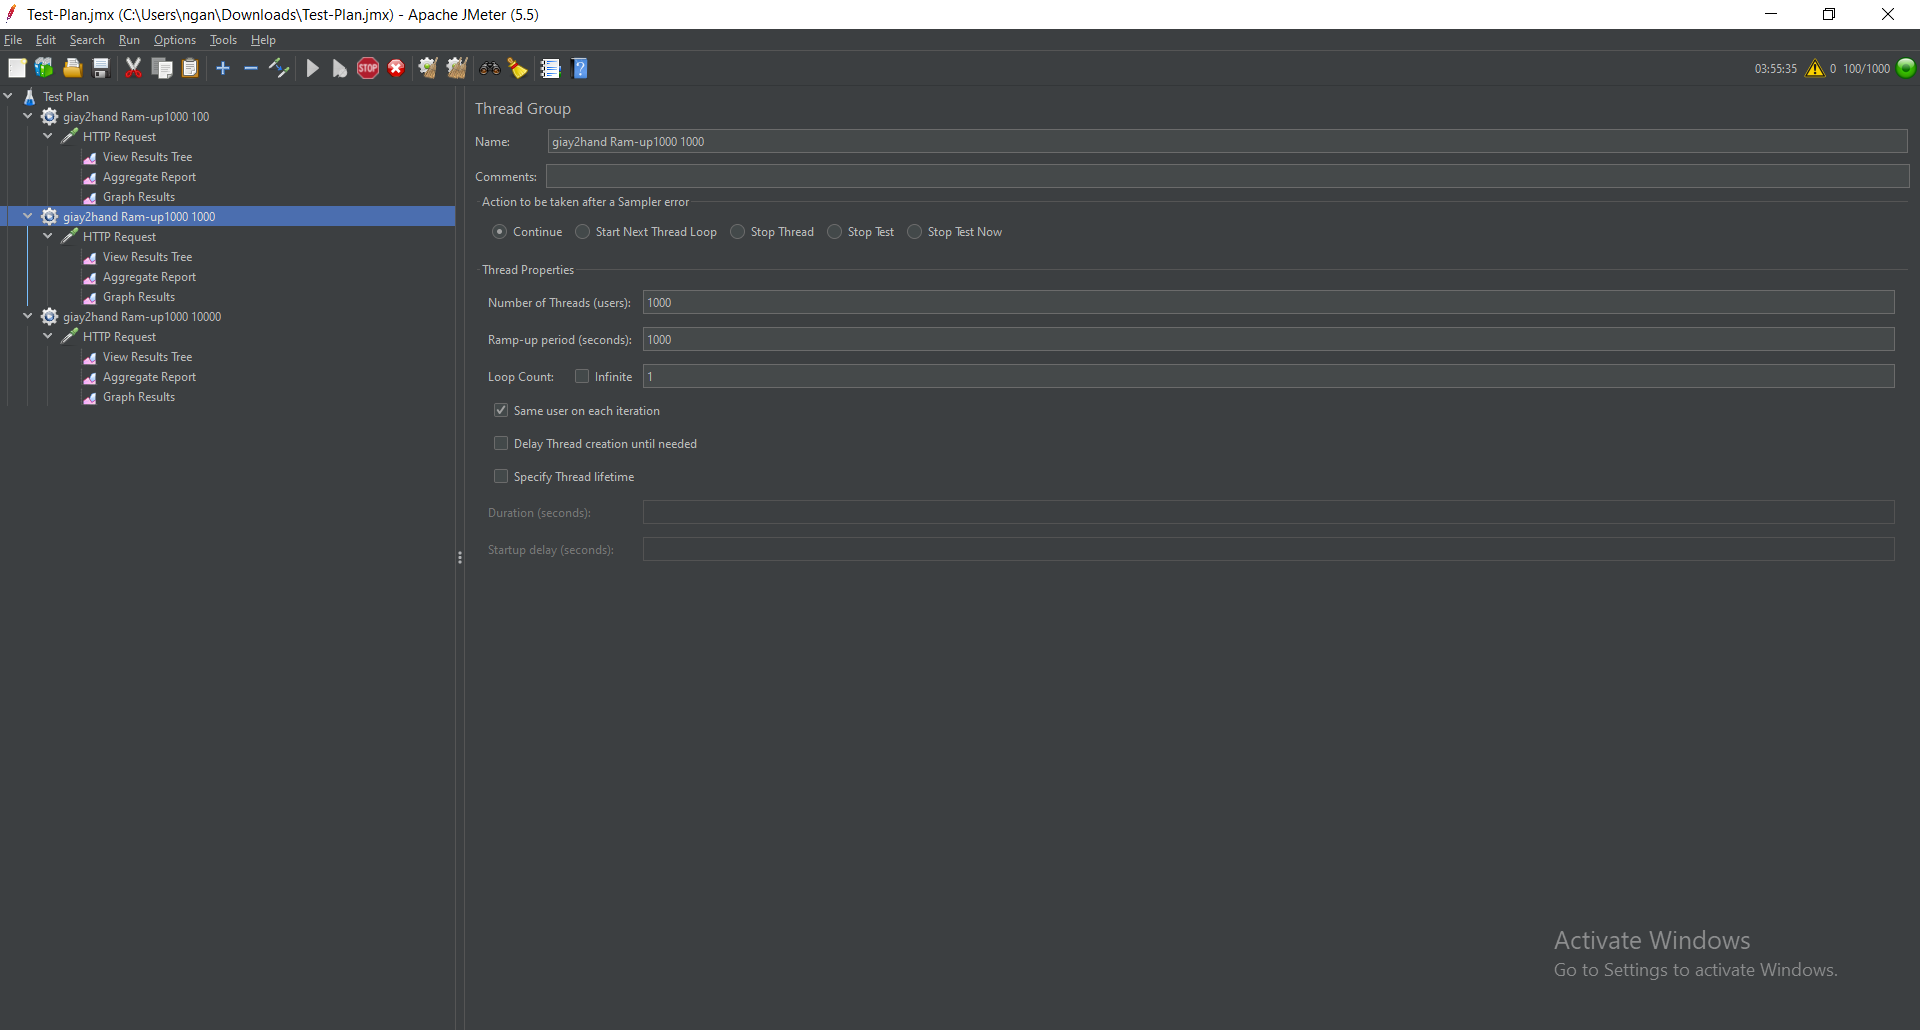 Test-Plan.jmx (C:\Users\ngan\Downloads\Test-Plan.jmx) - Apache JMeter (5.5)
File Edit Search Run Options Tools Help
STOP
03:55:35 0 100/1000
Test Plan
giay2hand Ram-up1000 100
HTTP Request
View Results Tree
Aggregate Report
Graph Results
giay2hand Ram-up1000 1000
HTTP Request
View Results Tree
Aggregate Report
Graph Results
giay2hand Ram-up1000 10000
HTTP Request
View Results Tree
Aggregate Report
Graph Results
Thread Group
Name: giay2hand Ram-up1000 1000
Comments:
Action to be taken after a Sampler error
Continue Start Next Thread Loop Stop Thread Stop Test Stop Test Now
Thread Properties
Number of Threads (users): 1000
Ramp-up period (seconds): 1000
Loop Count: Infinite 1
Same user on each iteration
Delay Thread creation until needed
Specify Thread lifetime
Duration (seconds):
Startup delay (seconds):
Activate Windows
Go to Settings to activate Windows.